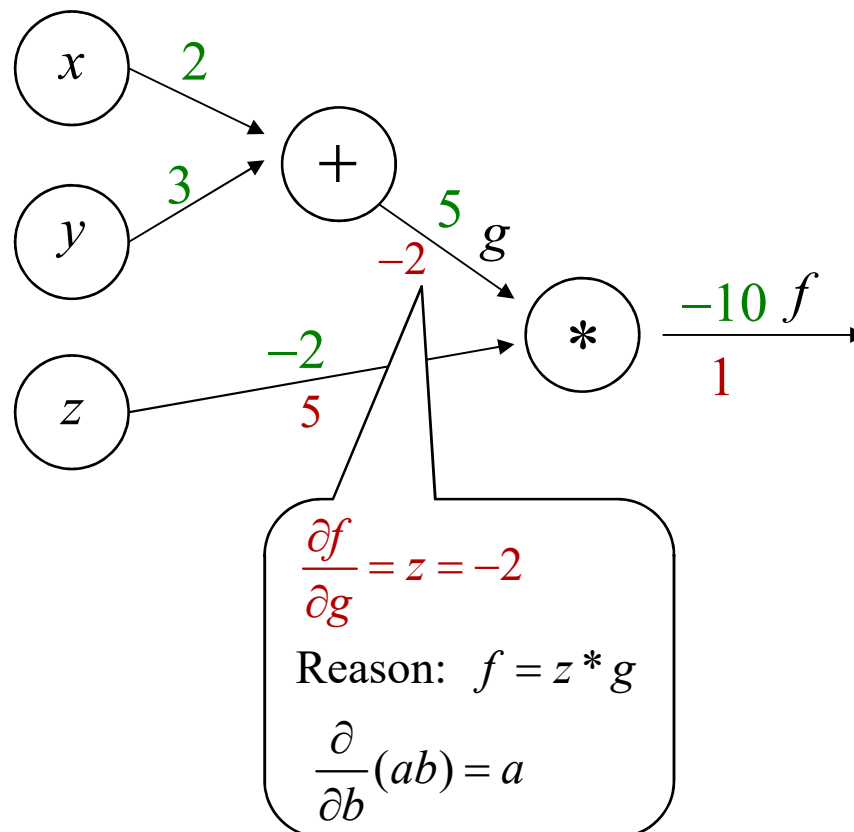 x
2
+
y
3
5
g
−2
−10 f
*
1
z
−2
5
∂f/∂g = z = −2
Reason: f = z * g
∂/∂b (ab) = a